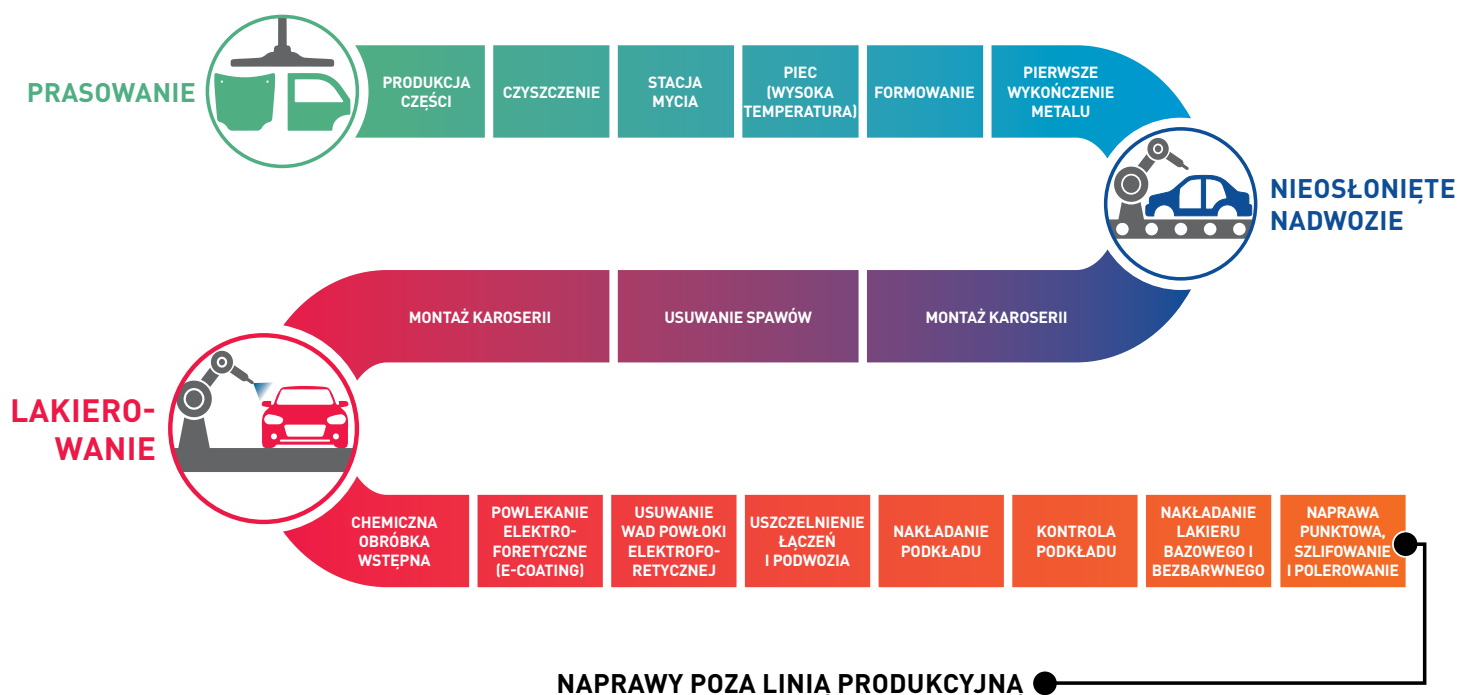 PRASOWANIE
PRODUKCJA
CZĘŚCI
CZYSZCZENIE
STACJA
MYCIA
PIEC
(WYSOKA
TEMPERATURA)
FORMOWANIE
PIERWSZE
WYKOŃCZENIE
METALU
NIEOSŁONIĘTE
NADWOZIE
MONTAŻ KAROSERII
USUWANIE SPAWÓW
MONTAŻ KAROSERII
LAKIERO-
WANIE
CHEMICZNA
OBRÓBKA
WSTĘPNA
POWLEKANIE
ELEKTRO-
FORETYCZNE
(E-COATING)
USUWANIE
WAD POWŁOKI
ELEKTROFO-
RETYCZNEJ
USZCZELNIENIE
ŁĄCZEŃ
I PODWOZIA
NAKŁADANIE
PODKŁADU
KONTROLA
PODKŁADU
NAKŁADANIE
LAKIERU
BAZOWEGO I
BEZBARWNEGO
NAPRAWA
PUNKTOWA,
SZLIFOWANIE
I POLEROWANIE
NAPRAWY POZA LINIĄ PRODUKCYJNĄ